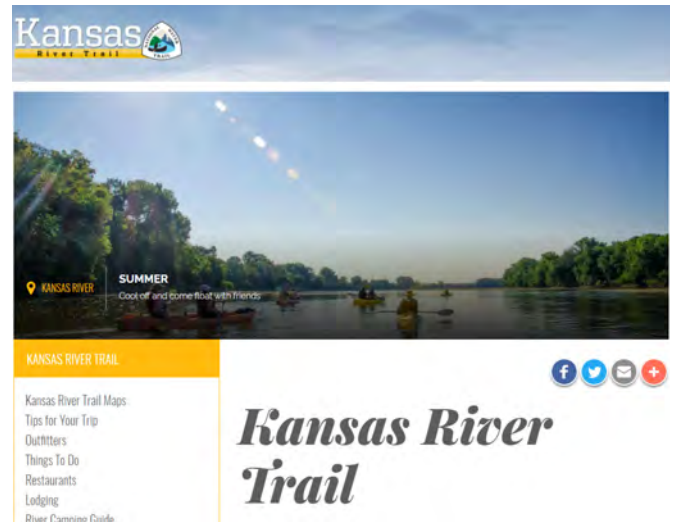 Kansas
River Trail
KANSAS RIVER
SUMMER
Cool off and come float with friends
KANSAS RIVER TRAIL
Kansas River Trail Maps
Tips for Your Trip
Outfitters
Things To Do
Restaurants
Lodging
River Camping Guide
Kansas River
Trail